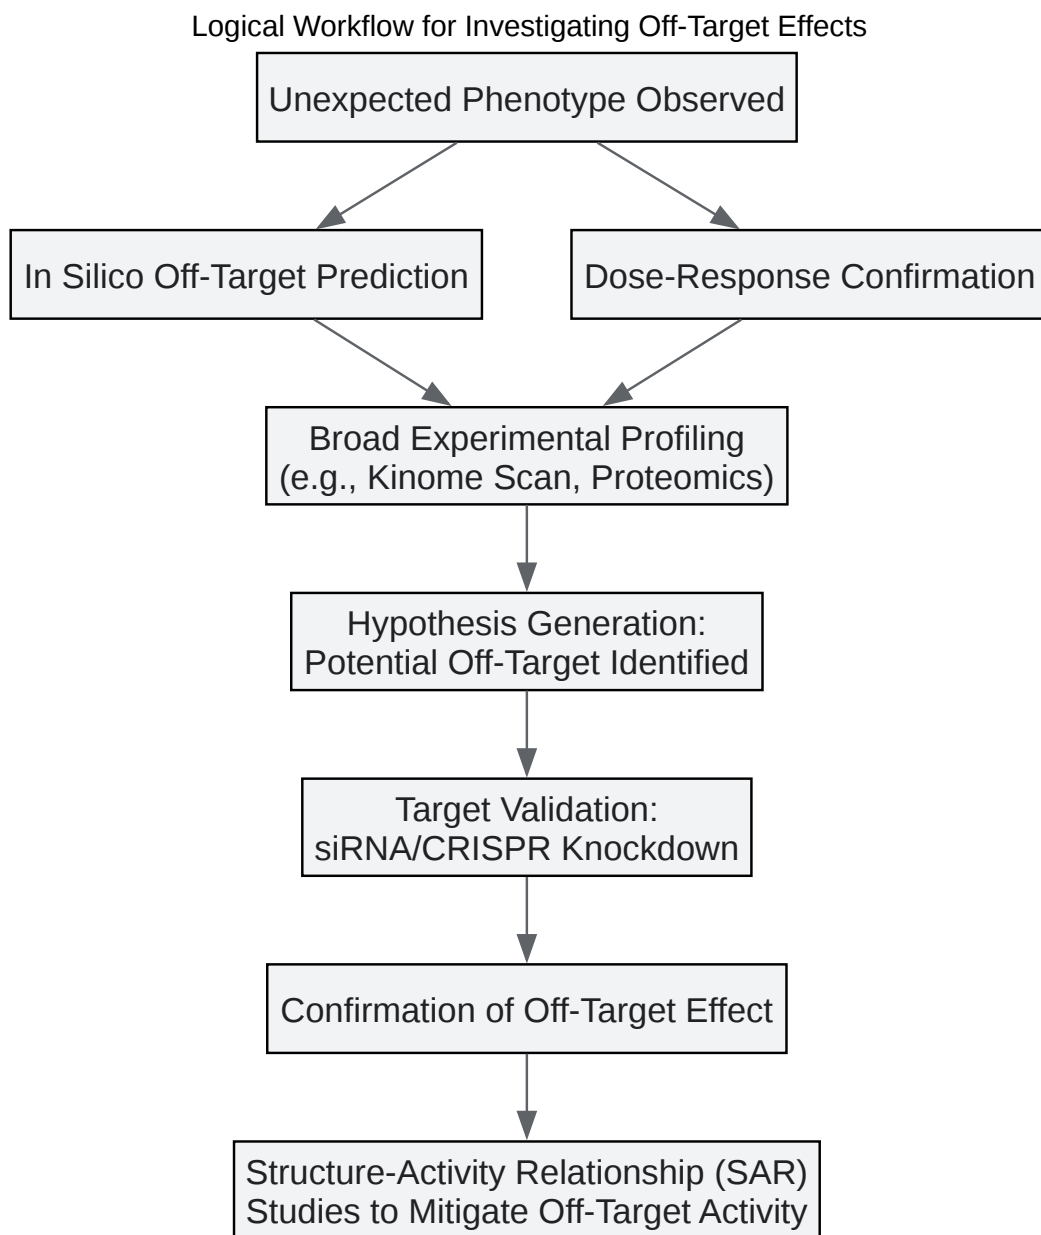 Logical Workflow for Investigating Off-Target Effects
Unexpected Phenotype Observed
In Silico Off-Target Prediction
Dose-Response Confirmation
Broad Experimental Profiling
(e.g., Kinome Scan, Proteomics)
Hypothesis Generation:
Potential Off-Target Identified
Target Validation:
siRNA/CRISPR Knockdown
Confirmation of Off-Target Effect
Structure-Activity Relationship (SAR)
Studies to Mitigate Off-Target Activity